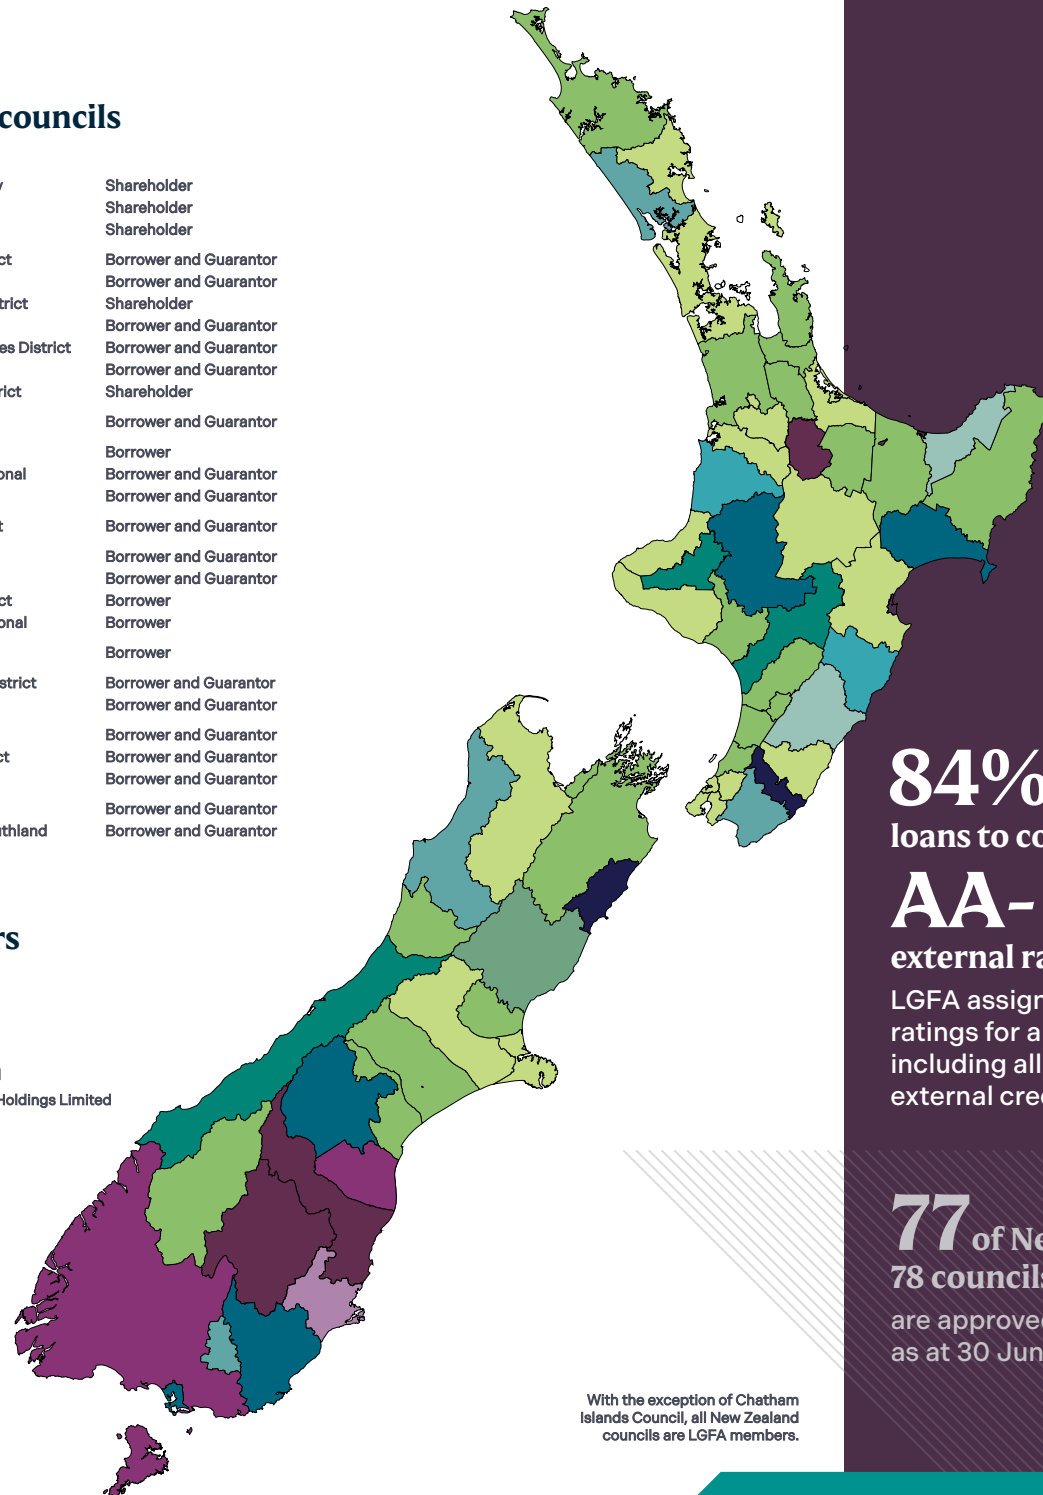 councils
y Shareholder
Shareholder
Shareholder
ct Borrower and Guarantor
Borrower and Guarantor
trict Shareholder
Borrower and Guarantor
es District Borrower and Guarantor
Borrower and Guarantor
rict Shareholder
Borrower and Guarantor
Borrower
onal Borrower and Guarantor
Borrower and Guarantor
t Borrower and Guarantor
Borrower and Guarantor
Borrower and Guarantor
ct Borrower
onal Borrower
Borrower
strict Borrower and Guarantor
Borrower and Guarantor
Borrower and Guarantor
ct Borrower and Guarantor
Borrower and Guarantor
Borrower and Guarantor
uthland Borrower and Guarantor
rs
Holdings Limited
84%
loans to co
AA-
external ra
LGFA assign
ratings for a
including all
external cre
77 of Ne
78 councils
are approved
as at 30 Jun
With the exception of Chatham
Islands Council, all New Zealand
councils are LGFA members.